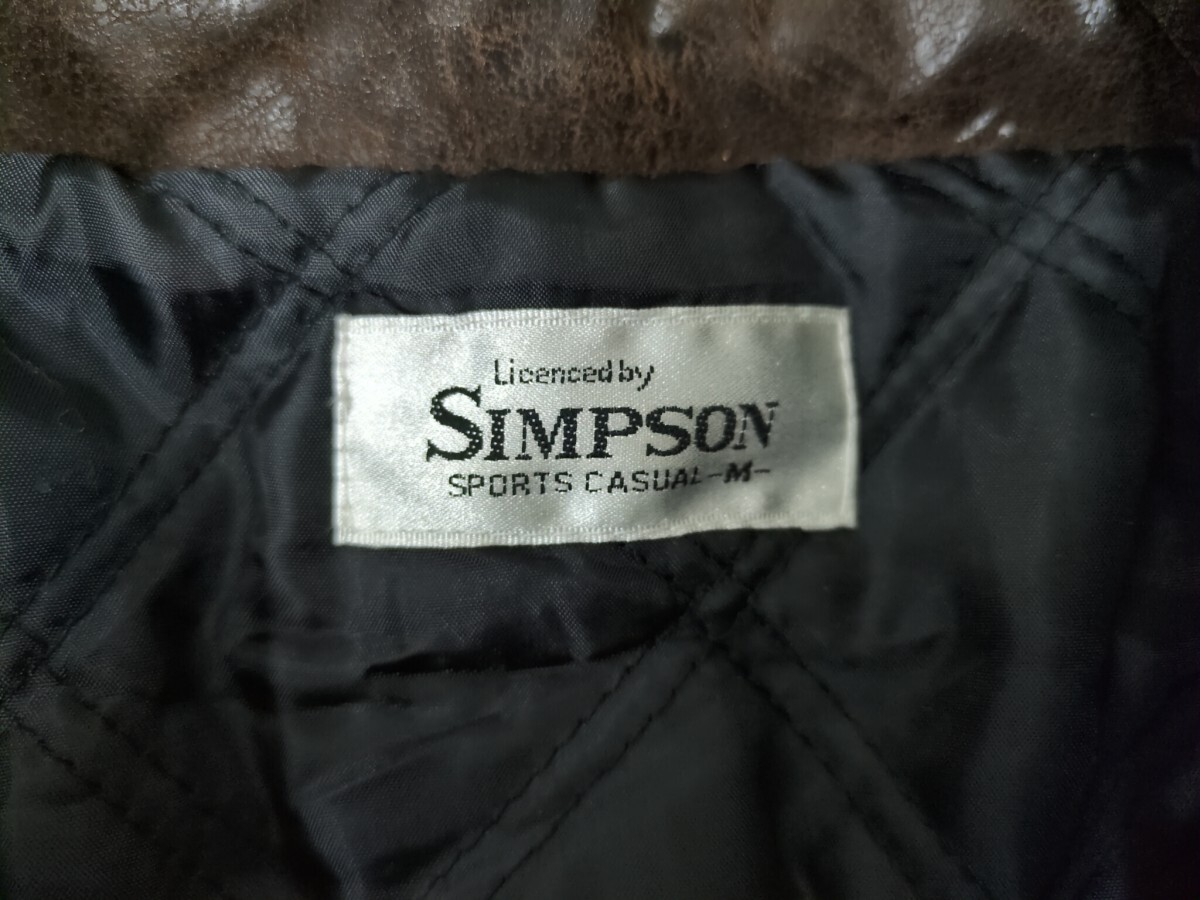 Licenced by
SIMPSON
SPORTS CASUAL -M-